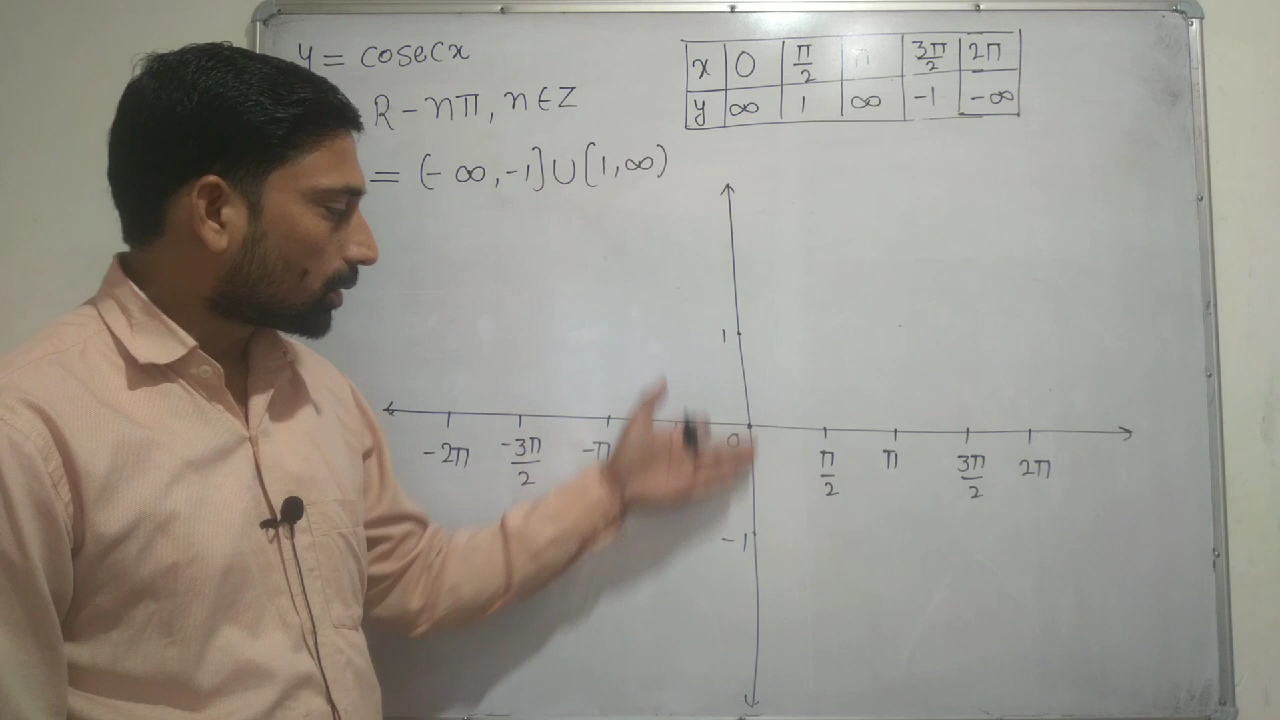 y = cosecx
R - nπ, n ∈ Z
= (- ∞, -1] ∪ [1, ∞)
x 0 π/2 π 3π/2 2π
y ∞ 1 ∞ -1 -∞
1
-2π -3π/2 -π 0 π/2 π 3π/2 2π
-1